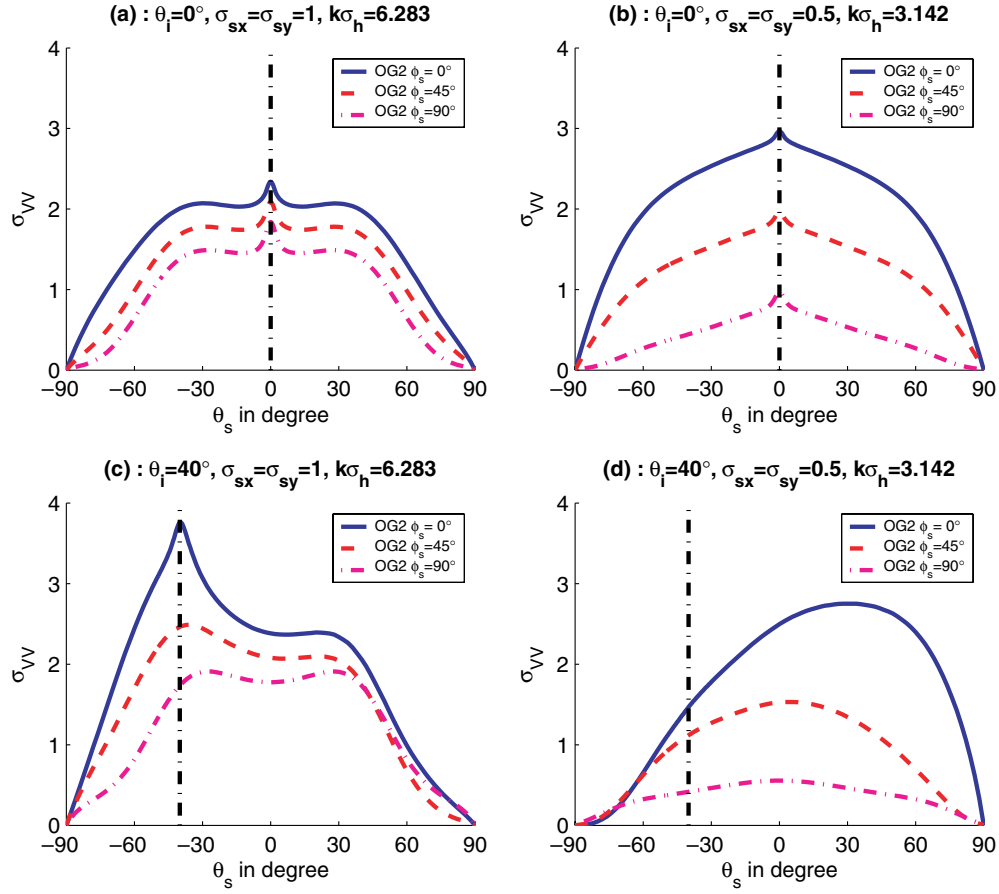 (a) : θi=0°, σsx=σsy=1, kσh=6.283
4
3
2
1
0
σVV
OG2 ϕs= 0°
OG2 ϕs=45°
OG2 ϕs=90°
−90 −60 −30 0 30 60 90
θs in degree
(b) : θi=0°, σsx=σsy=0.5, kσh=3.142
4
3
2
1
0
σVV
OG2 ϕs= 0°
OG2 ϕs=45°
OG2 ϕs=90°
−90 −60 −30 0 30 60 90
θs in degree
(c) : θi=40°, σsx=σsy=1, kσh=6.283
4
3
2
1
0
σVV
OG2 ϕs= 0°
OG2 ϕs=45°
OG2 ϕs=90°
−90 −60 −30 0 30 60 90
θs in degree
(d) : θi=40°, σsx=σsy=0.5, kσh=3.142
4
3
2
1
0
σVV
OG2 ϕs= 0°
OG2 ϕs=45°
OG2 ϕs=90°
−90 −60 −30 0 30 60 90
θs in degree